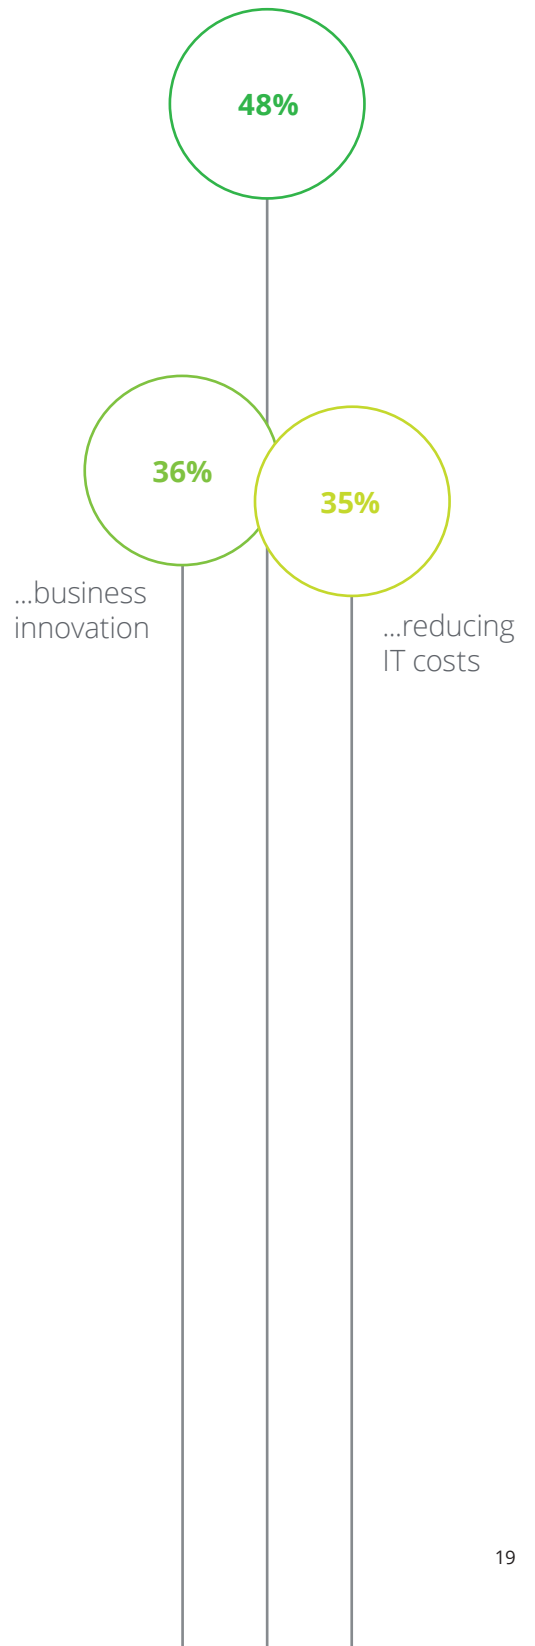 48%
36%
35%
...business
innovation
...reducing
IT costs
19